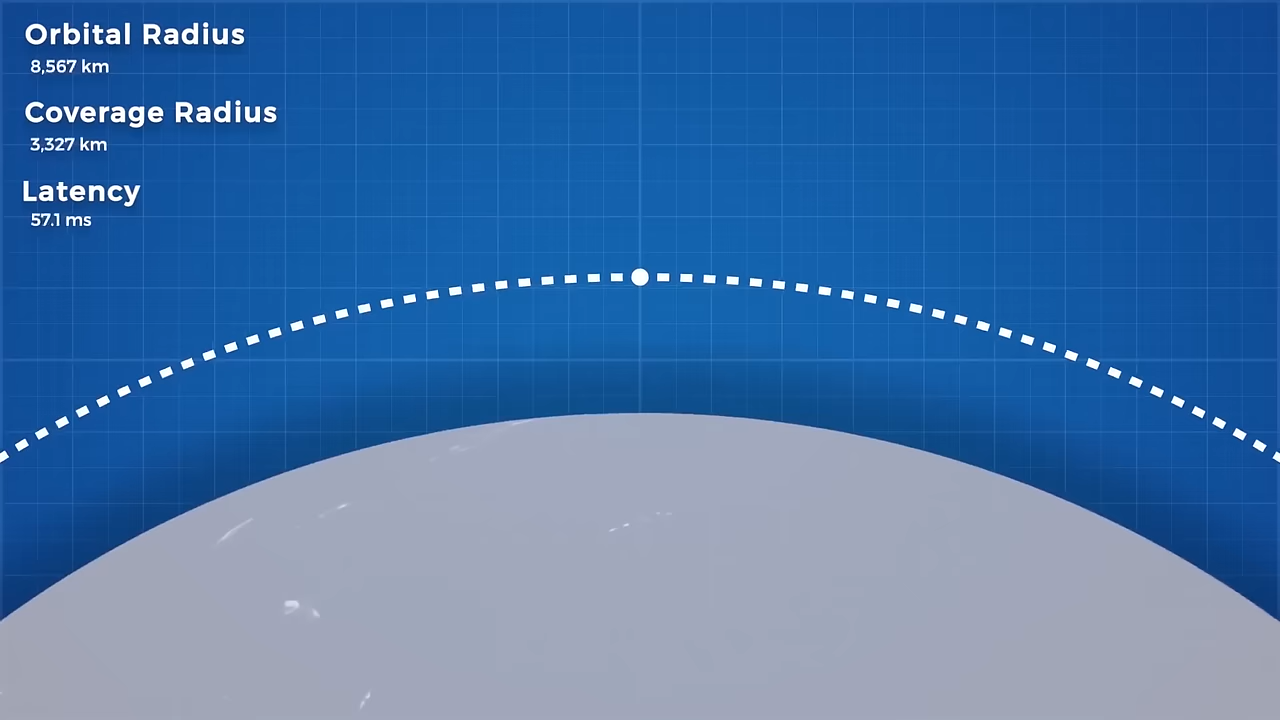 Orbital Radius
8,567 km
Coverage Radius
3,327 km
Latency
57.1 ms